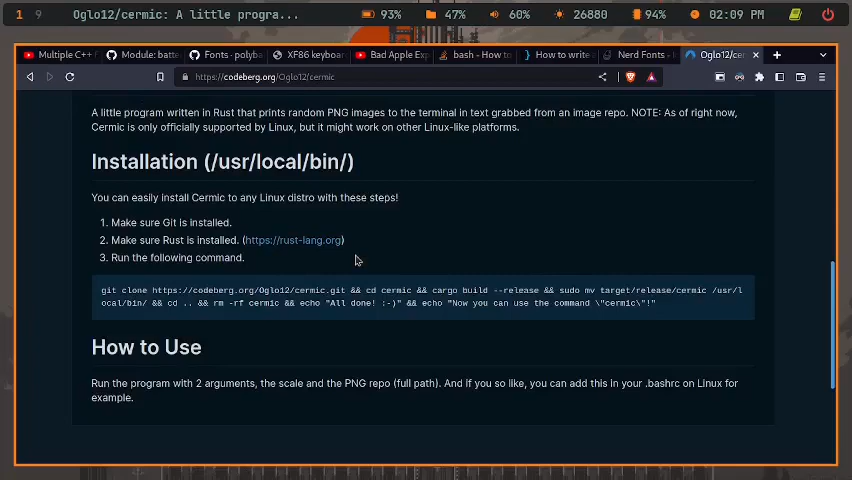 1 9 Oglo12/cermic: A little progra... 93% 47% 60% 26880 94% 02:09 PM
Multiple C++ f Module: batte Fonts · polyba XF86 keyboar Bad Apple Exp bash - How to How to write Nerd Fonts - I Oglo12/cer
https://codeberg.org/Oglo12/cermic
A little program written in Rust that prints random PNG images to the terminal in text grabbed from an image repo. NOTE: As of right now,
Cermic is only officially supported by Linux, but it might work on other Linux-like platforms.
Installation (/usr/local/bin/)
You can easily install Cermic to any Linux distro with these steps!
1. Make sure Git is installed.
2. Make sure Rust is installed. (https://rust-lang.org)
3. Run the following command.
git clone https://codeberg.org/Oglo12/cermic.git && cd cermic && cargo build --release && sudo mv target/release/cermic /usr/l
ocal/bin/ && cd .. && rm -rf cermic && echo "All done! :-)" && echo "Now you can use the command \"cermic\"!"
How to Use
Run the program with 2 arguments, the scale and the PNG repo (full path). And if you so like, you can add this in your .bashrc on Linux for
example.